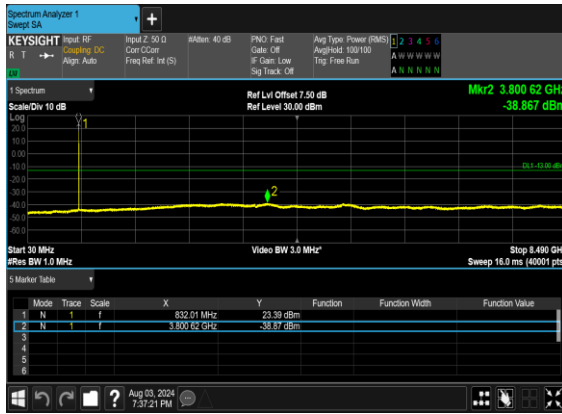 Spectrum Analyzer 1
Swept SA
KEYSIGHT Input: RF Input Z: 50 Ω #Atten: 40 dB PNO: Fast Avg Type: Power (RMS) 1 2 3 4 5 6
R T Coupling: DC Corr CCorr Gate: Off Avg|Hold: 100/100 A W W W W W
Align: Auto Freq Ref: Int (S) IF Gain: Low Trig: Free Run
Sig Track: Off A N N N N N
1 Spectrum Ref Lvl Offset 7.50 dB Mkr2 3.800 62 GHz
Scale/Div 10 dB Ref Level 30.00 dBm -38.867 dBm
Log
1
20.0
10.0
0.00
-10.0 DL1 -13.00 dBm
-20.0
-30.0 2
-40.0
-50.0
-60.0
Start 30 MHz Video BW 3.0 MHz* Stop 8.490 GHz
#Res BW 1.0 MHz Sweep 16.0 ms (40001 pts)
5 Marker Table
Mode Trace Scale X Y Function Function Width Function Value
1 N 1 f 832.01 MHz 23.39 dBm
2 N 1 f 3.800 62 GHz -38.87 dBm
3
4
5
6
? Aug 03, 2024
7:37:21 PM